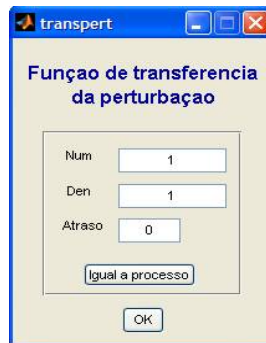 transpert
Funçao de transferencia
da perturbaçao
Num 1
Den 1
Atraso 0
Igual a processo
OK